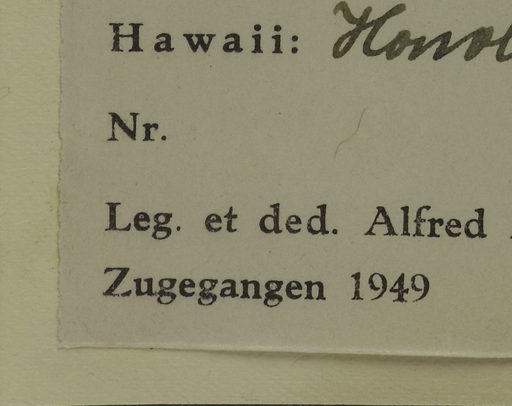 Hawaii:
Nr.
Leg. et ded. Alfred
Zugegangen 1949